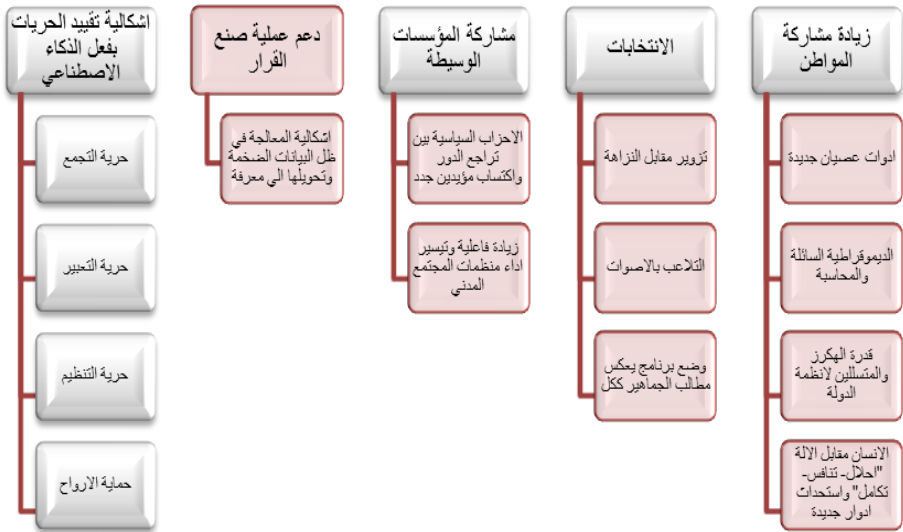 زيادة مشاركة
المواطن
ادوات عصيان جديدة
الديموقراطية السائلة
والمحاسبة
قدرة الهكرز
والمتسللين لانظمة
الدولة
الانسان مقابل الالة
"احلال- تنافس-
تكامل" واستحداث
ادوار جديدة
الانتخابات
تزوير مقابل النزاهة
التلاعب بالاصوات
وضع برنامج يعكس
مطالب الجماهير ككل
مشاركة المؤسسات
الوسيطة
الاحزاب السياسية بين
تراجع الدور
واكتساب مؤيدين جدد
زيادة فاعلية وتيسير
اداء منظمات المجتمع
المدني
دعم عملية صنع
القرار
اشكالية المعالجة في
ظل البيانات الضخمة
وتحويلها الي معرفة
اشكالية تقييد الحريات
بفعل الذكاء
الاصطناعي
حرية التجمع
حرية التعبير
حرية التنظيم
حماية الارواح